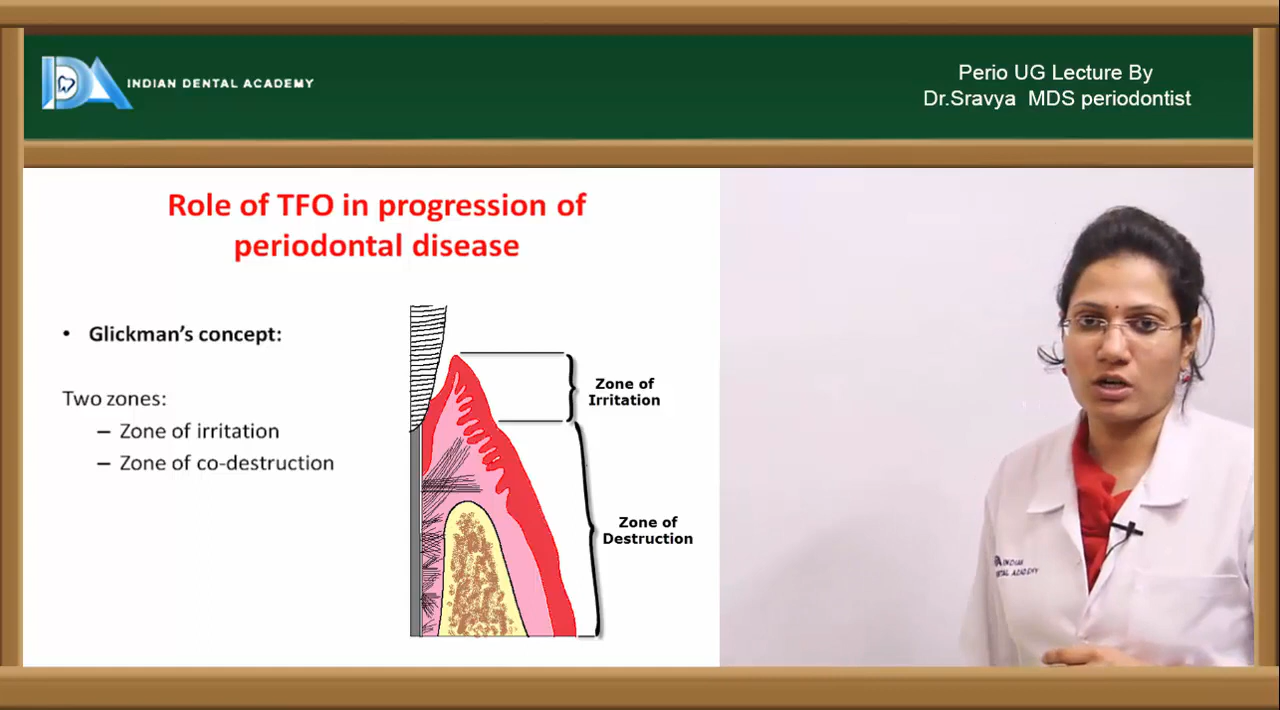 INDIAN DENTAL ACADEMY
Perio UG Lecture By
Dr.Sravya MDS periodontist
Role of TFO in progression of
periodontal disease
• Glickman's concept:
Two zones:
– Zone of irritation
– Zone of co-destruction
Zone of
Irritation
Zone of
Destruction